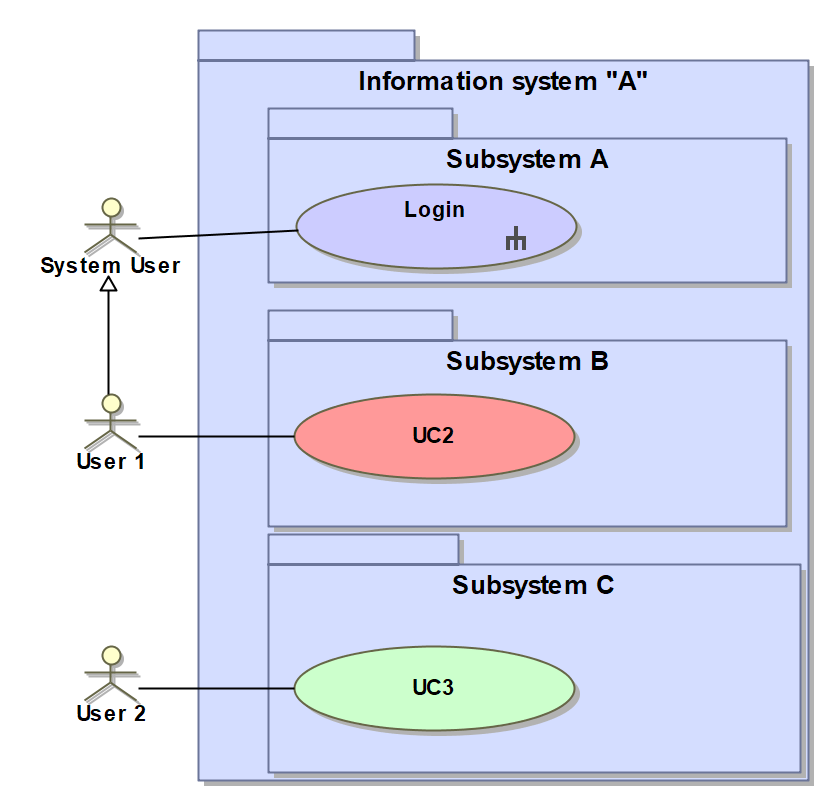 Information system "A"
Subsystem A
Login
System User
Subsystem B
UC2
User 1
Subsystem C
UC3
User 2